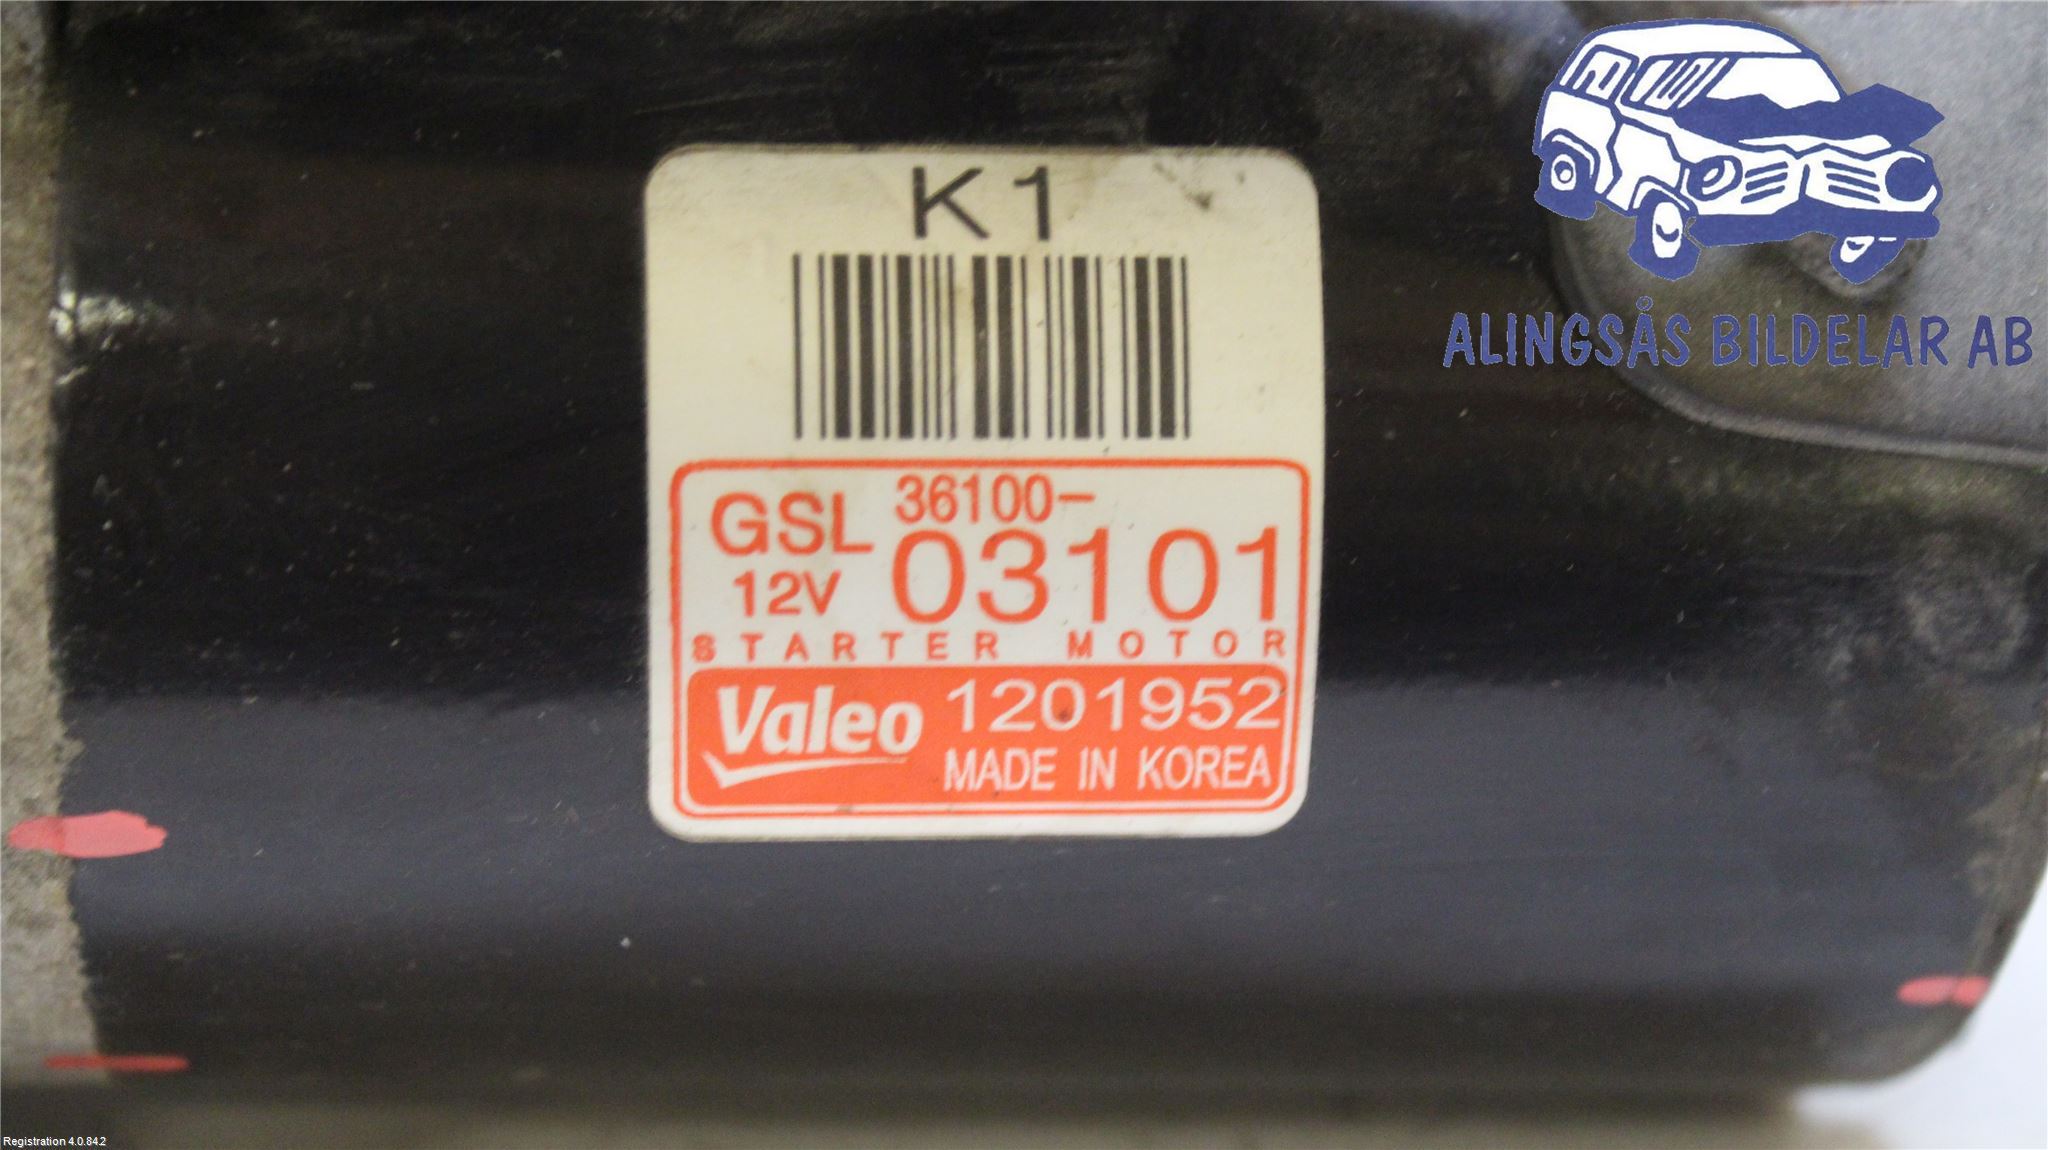 K1
GSL 36100-
12V 03101
STARTER MOTOR
Valeo 1201952
MADE IN KOREA
ALINGSÅS BILDELAR AB
Registration 4.0.84.2